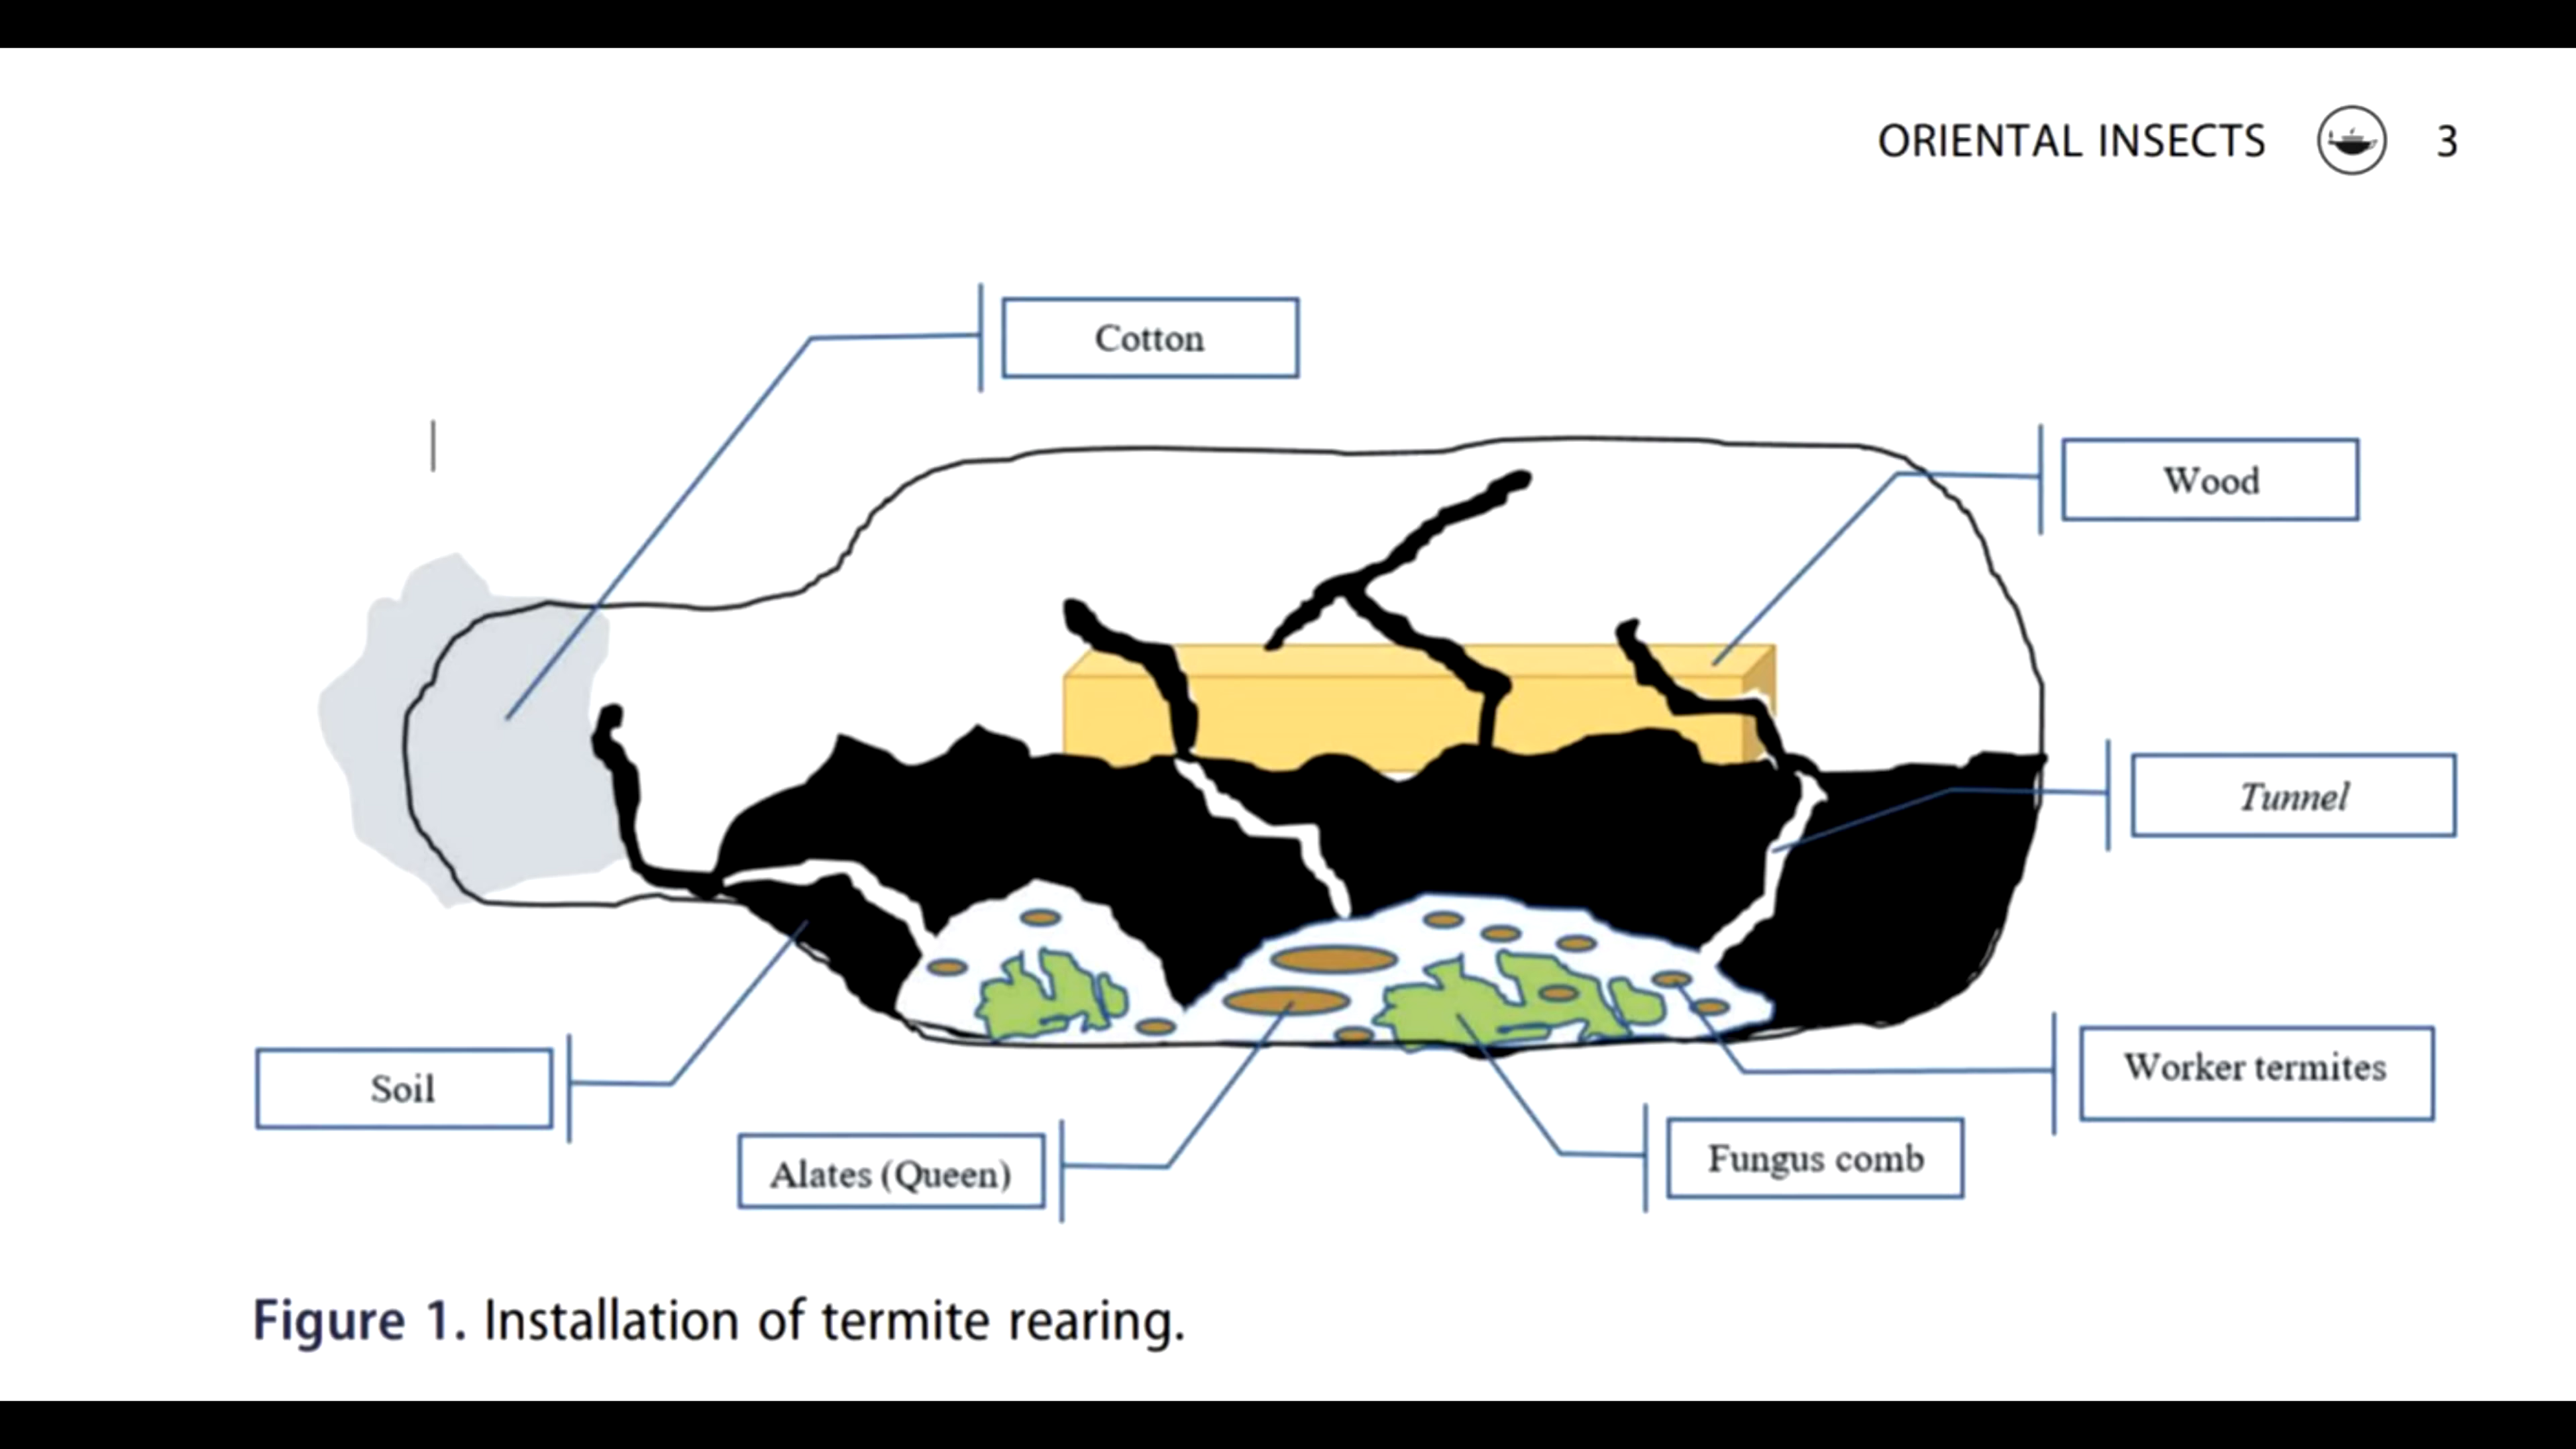 ORIENTAL INSECTS 3
Cotton
Wood
Tunnel
Soil
Worker termites
Alates (Queen)
Fungus comb
Figure 1. Installation of termite rearing.